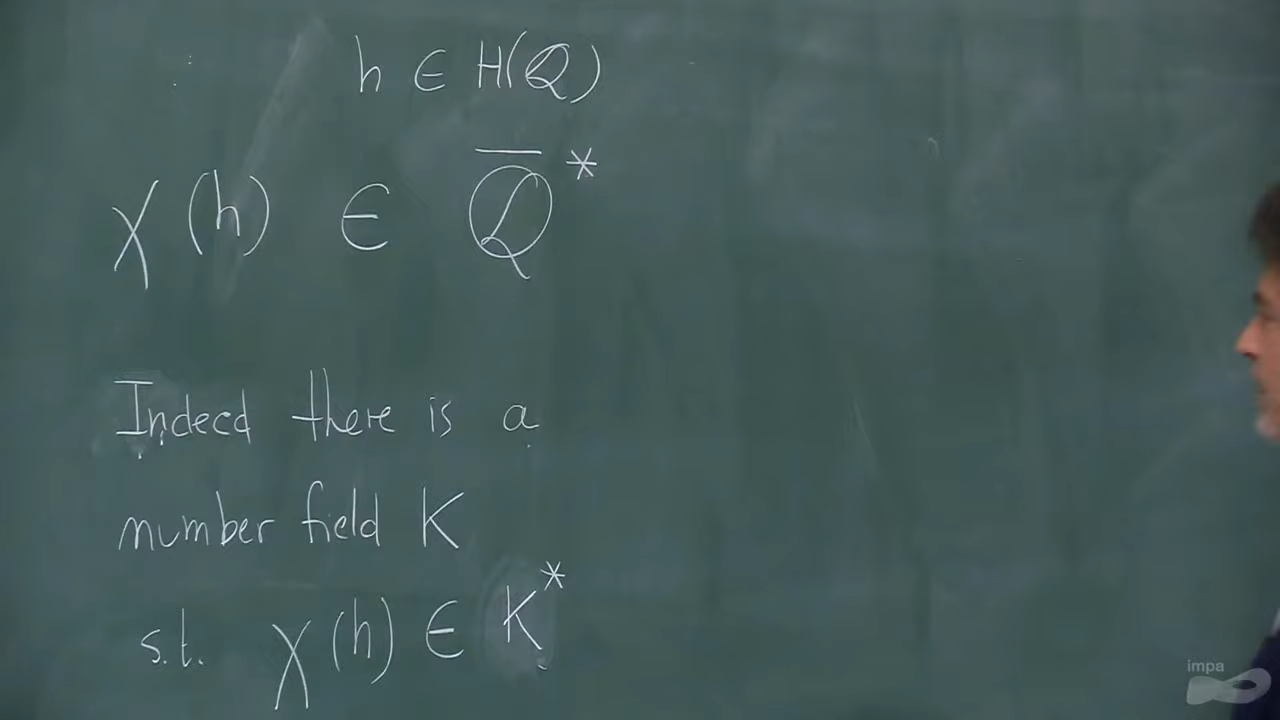 h ∈ H(Q)
χ(h) ∈ Q̅*
Indeed there is a
number field K
s.t. χ(h) ∈ K*
impa